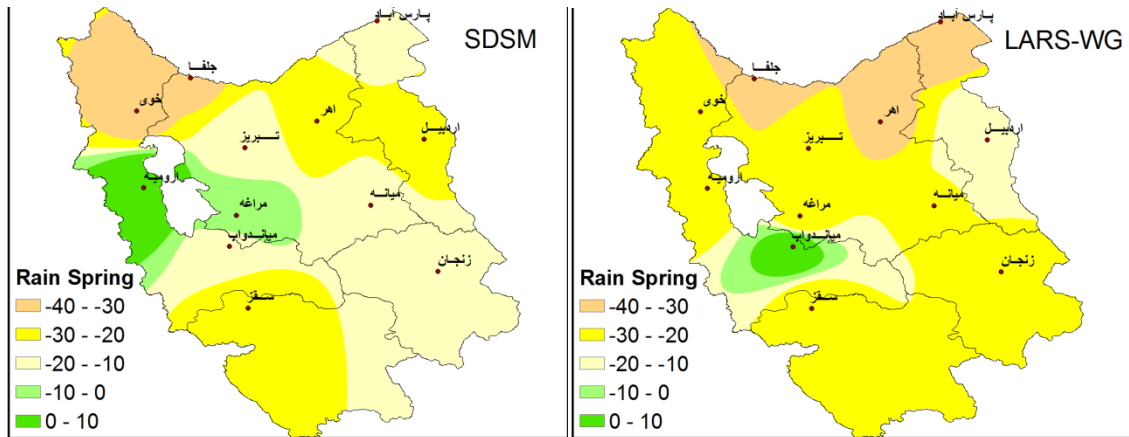 SDSM
پارس آباد
جلفا
خوی
اهر
تبریز
اردبیل
ارومیه
مراغه
میانه
میاندواب
زنجان
سقز
Rain Spring
-40 - -30
-30 - -20
-20 - -10
-10 - 0
0 - 10
LARS-WG
پارس آباد
جلفا
خوی
اهر
تبریز
اردبیل
ارومیه
مراغه
میانه
میاندواب
زنجان
سقز
Rain Spring
-40 - -30
-30 - -20
-20 - -10
-10 - 0
0 - 10